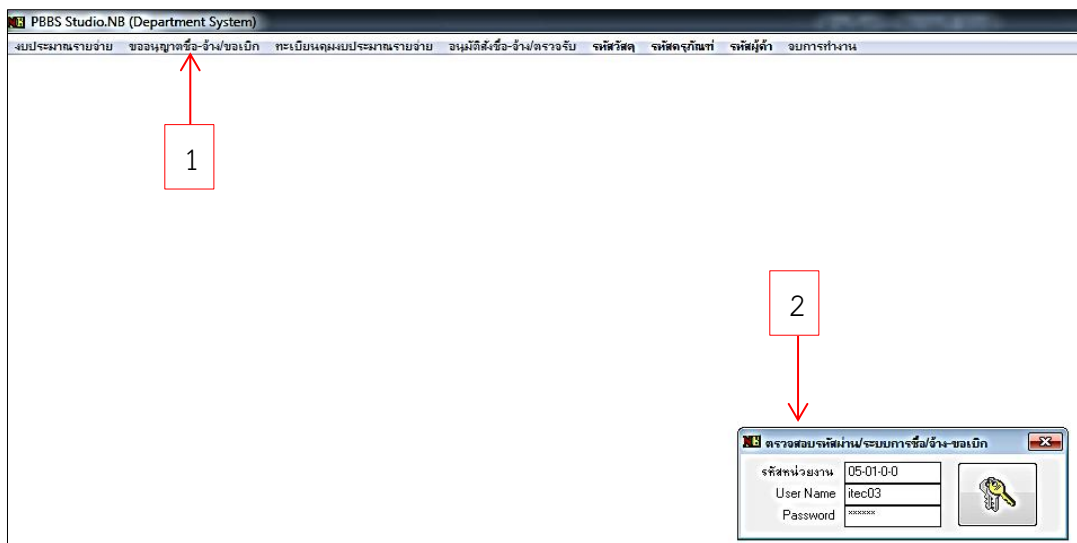 PBBS Studio.NB (Department System)
งบประมาณรายจ่าย ขออนุญาตซื้อ-จ้าง/ขอเบิก ทะเบียนคุมงบประมาณรายจ่าย อนุมัติสั่งซื้อ-จ้าง/ตรวจรับ รหัสวัสดุ รหัสครุภัณฑ์ รหัสผู้ค้า จบการทำงาน
1
2
ตรวจสอบรหัสผ่าน/ระบบการซื้อ/จ้าง-ขอเบิก
รหัสหน่วยงาน 05-01-0-0
User Name itec03
Password ××××××